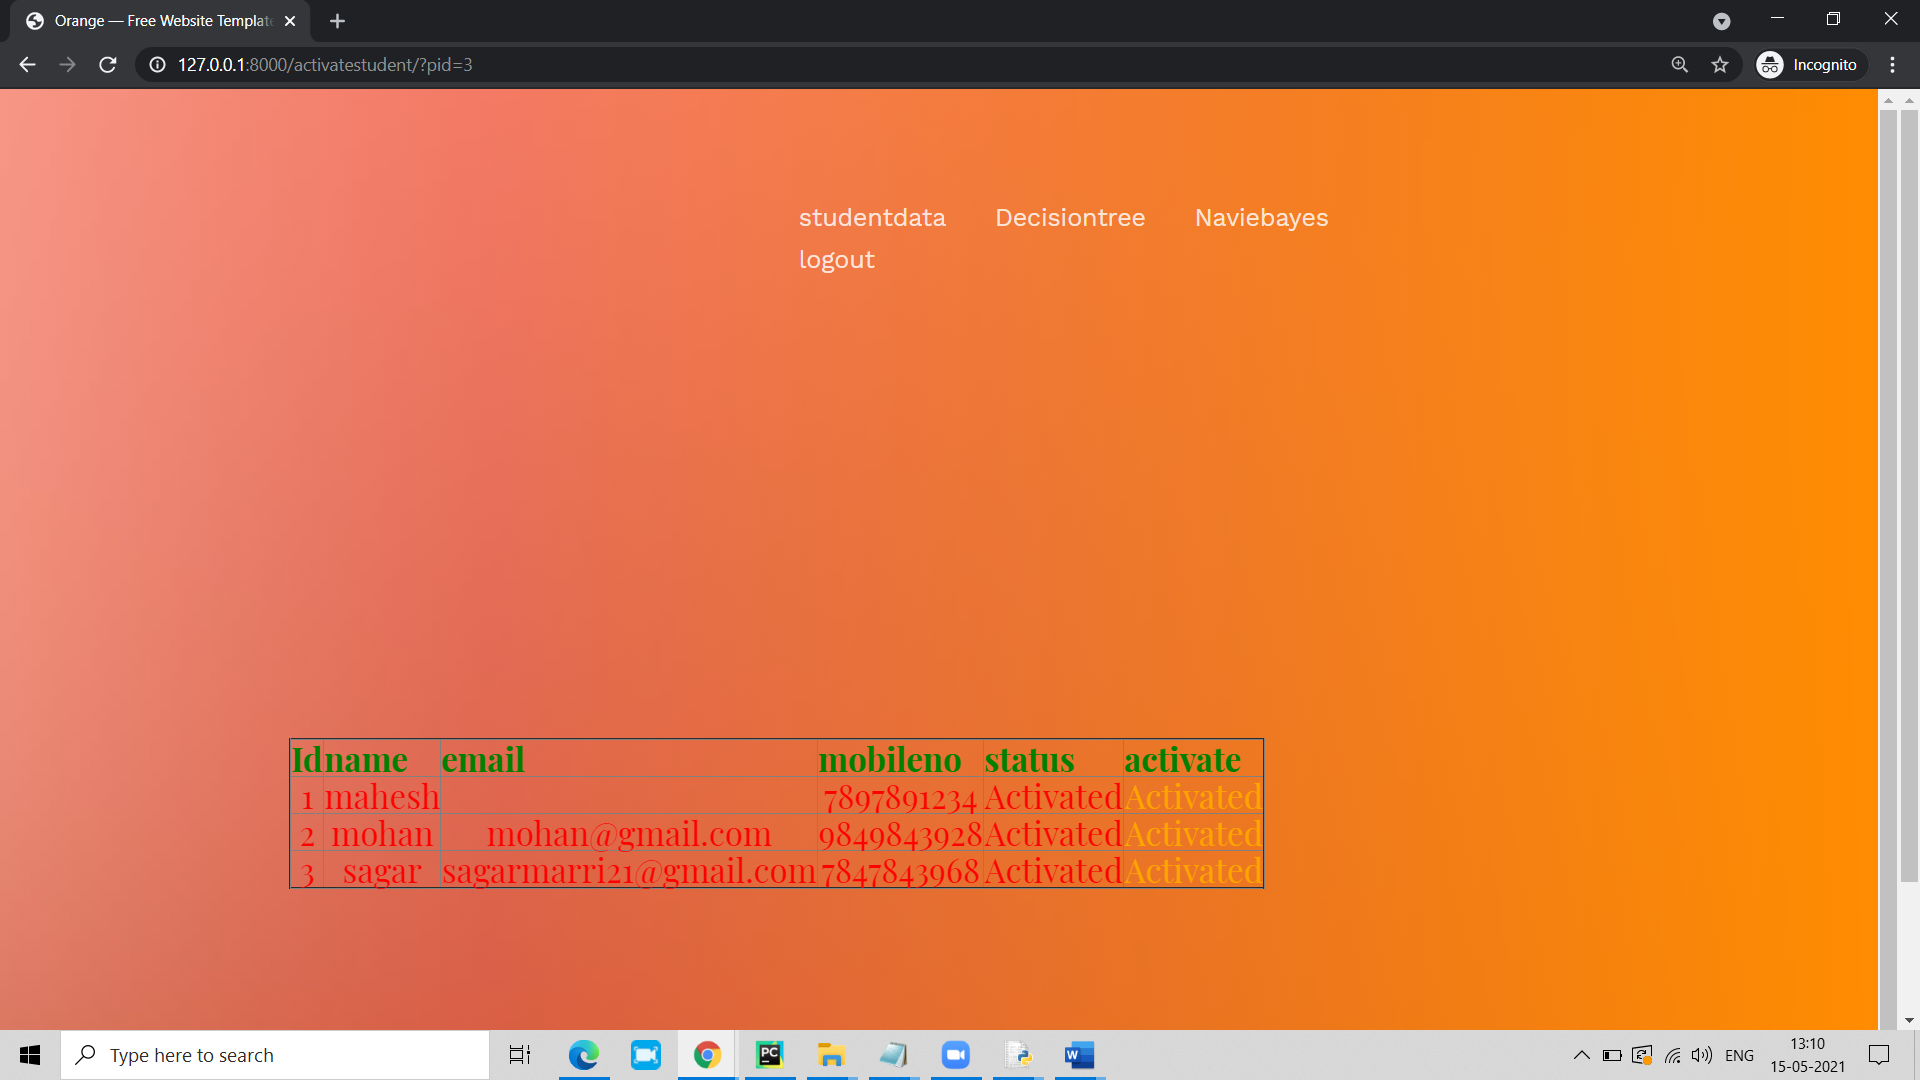 Orange — Free Website Templat
127.0.0.1:8000/activatestudent/?pid=3
Incognito
studentdata Decisiontree Naviebayes
logout
Id name email mobileno status activate
1 mahesh 7897891234 Activated Activated
2 mohan mohan@gmail.com 9849843928 Activated Activated
3 sagar sagarmarri21@gmail.com 7847843968 Activated Activated
Type here to search
PC
W
ENG
13:10
15-05-2021